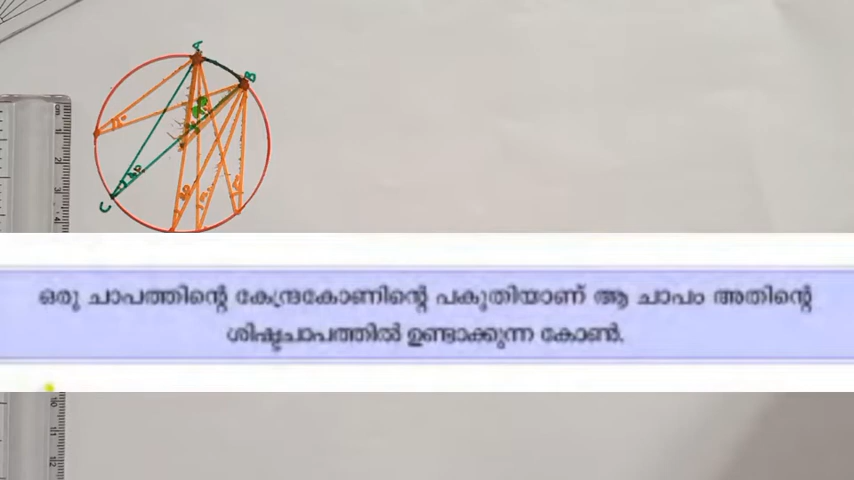 A
B
C
ഒരു ചാപത്തിന്റെ കേന്ദ്രകോണിന്റെ പകുതിയാണ് ആ ചാപം അതിന്റെ
ശിഷ്ടചാപത്തിൽ ഉണ്ടാക്കുന്ന കോൺ.